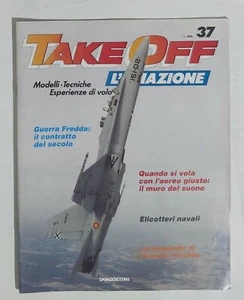 37
TAKE OFF
L'AVIAZIONE
Modelli - Tecniche
Esperienze di volo
Guerra Fredda:
il contratto
del secolo
Quando si vola
con l'aereo giusto:
il muro del suono
Elicotteri navali
DEAGOSTINI